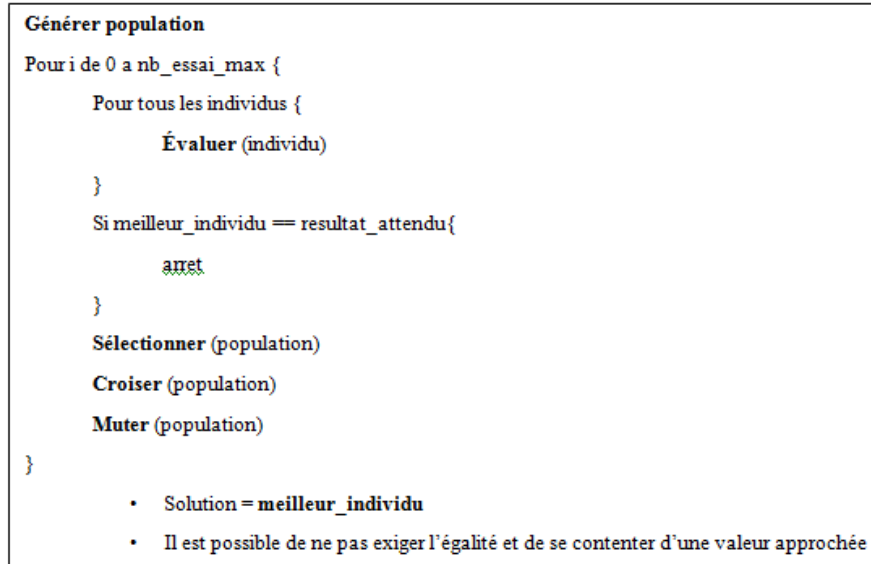 Générer population
Pour i de 0 a nb_essai_max {
Pour tous les individus {
Évaluer (individu)
}
Si meilleur_individu == resultat_attendu{
arret
}
Sélectionner (population)
Croiser (population)
Muter (population)
}
• Solution = meilleur_individu
• Il est possible de ne pas exiger l’égalité et de se contenter d’une valeur approchée